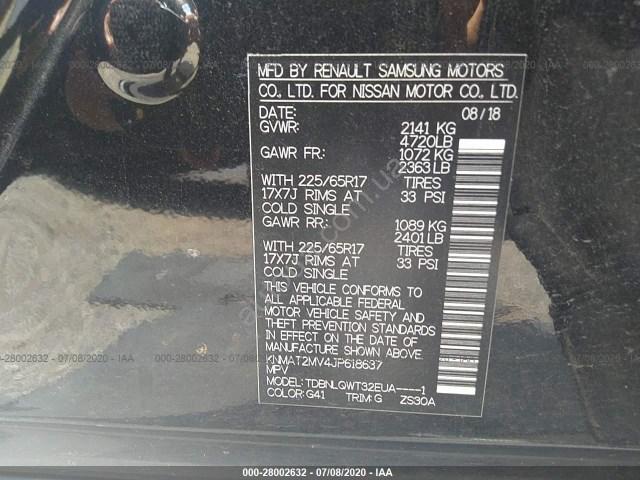 MFD BY RENAULT SAMSUNG MOTORS
CO., LTD. FOR NISSAN MOTOR CO., LTD.
DATE: 08/18
GVWR: 2141 KG
4720LB
GAWR FR: 1072 KG
2363LB
WITH 225/65R17 TIRES
17X7J RIMS AT 33 PSI
COLD SINGLE
GAWR RR: 1089 KG
2401LB
WITH 225/65R17 TIRES
17X7J RIMS AT 33 PSI
COLD SINGLE
THIS VEHICLE CONFORMS TO
ALL APPLICABLE FEDERAL
MOTOR VEHICLE SAFETY AND
THEFT PREVENTION STANDARDS
IN EFFECT ON THE DATE OF
MANUFACTURE SHOWN ABOVE.
KNMAT2MV4JP618637
MPV
MODEL: TDBNLQWT32EUA----1
COLOR: G41 TRIM: G ZS30A
000-28002632 - 07/08/2020 - IAA
000-28002632 - 07/08/2020 - IAA